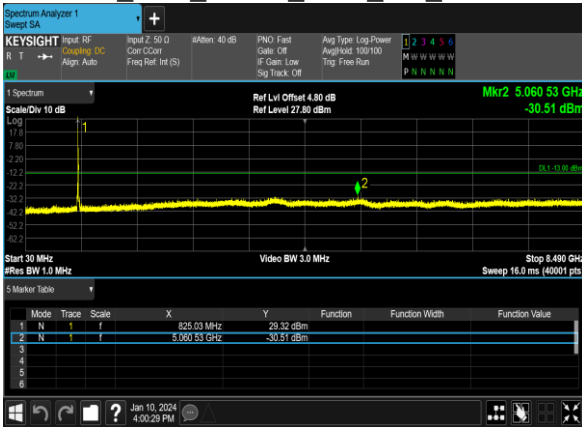 Spectrum Analyzer 1
Swept SA
+
KEYSIGHT Input: RF Input Z: 50 Ω #Atten: 40 dB PNO: Fast Avg Type: Log-Power 1 2 3 4 5 6
R T Coupling: DC Corr CCorr Gate: Off Avg|Hold: 100/100 M W W W W W
Align: Auto Freq Ref: Int (S) IF Gain: Low Trig: Free Run
LU Sig Track: Off P N N N N N
1 Spectrum Ref Lvl Offset 4.80 dB Mkr2 5.060 53 GHz
Scale/Div 10 dB Ref Level 27.80 dBm -30.51 dBm
Log
17.8 1
7.80
-2.20
-12.2 DL1 -13.00 dBm
-22.2 2
-32.2
-42.2
-52.2
-62.2
Start 30 MHz Video BW 3.0 MHz Stop 8.490 GHz
#Res BW 1.0 MHz Sweep 16.0 ms (40001 pts
5 Marker Table
Mode Trace Scale X Y Function Function Width Function Value
1 N 1 f 825.03 MHz 29.32 dBm
2 N 1 f 5.060 53 GHz -30.51 dBm
3
4
5
6
? Jan 10, 2024
4:00:29 PM